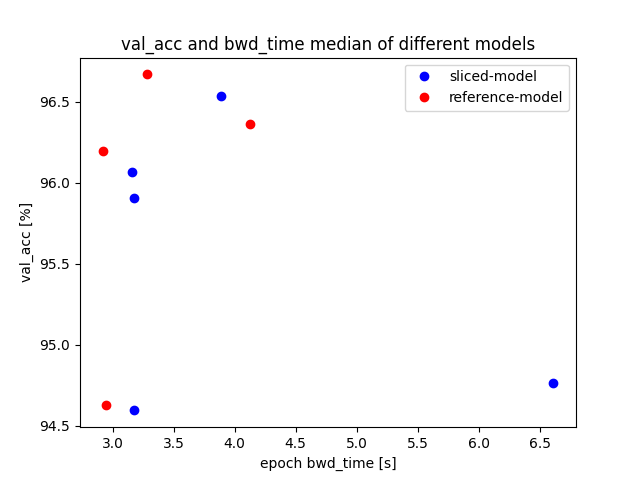 val_acc and bwd_time median of different models
sliced-model
reference-model
val_acc [%]
96.5
96.0
95.5
95.0
94.5
3.0 3.5 4.0 4.5 5.0 5.5 6.0 6.5
epoch bwd_time [s]